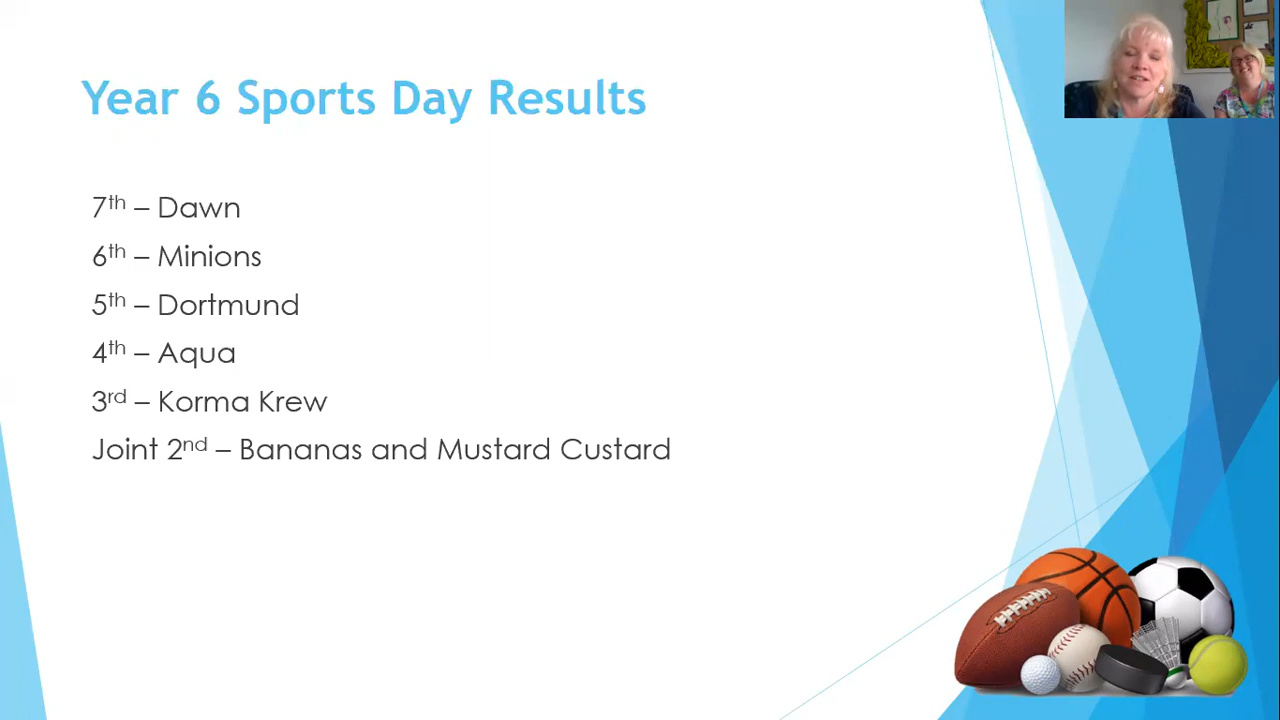 Year 6 Sports Day Results
7th – Dawn
6th – Minions
5th – Dortmund
4th – Aqua
3rd – Korma Krew
Joint 2nd – Bananas and Mustard Custard